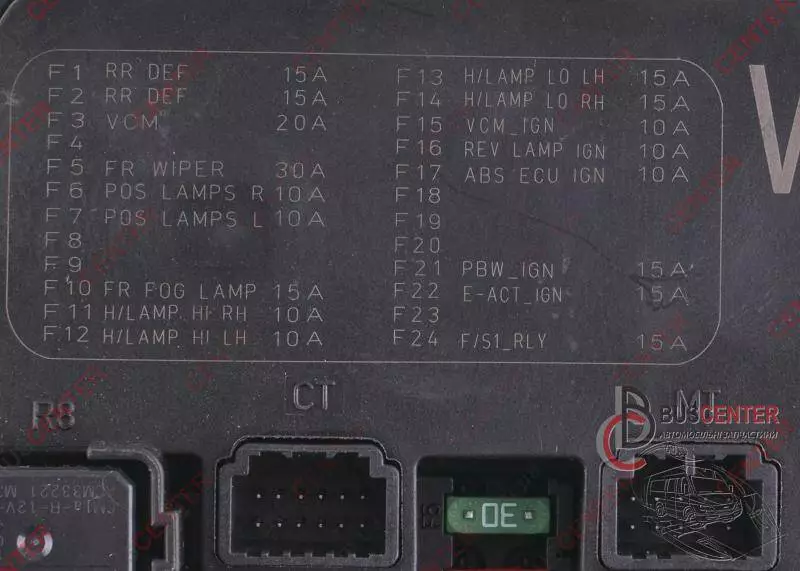 F1 RR DEF 15A
F2 RR DEF 15A
F3 VCM 20A
F4
F5 FR WIPER 30A
F6 POS LAMPS R 10A
F7 POS LAMPS L 10A
F8
F9
F10 FR FOG LAMP 15A
F11 H/LAMP HI RH 10A
F12 H/LAMP HI LH 10A
F13 H/LAMP LO LH 15A
F14 H/LAMP LO RH 15A
F15 VCM_IGN 10A
F16 REV LAMP IGN 10A
F17 ABS ECU IGN 10A
F18
F19
F20
F21 PBW_IGN 15A
F22 E-ACT_IGN 15A
F23
F24 F/S1_RLY 15A
R8
CT
MT
BUSCENTER
АВТОМОБІЛЬНІ ЗАПЧАСТИНИ
F5
30